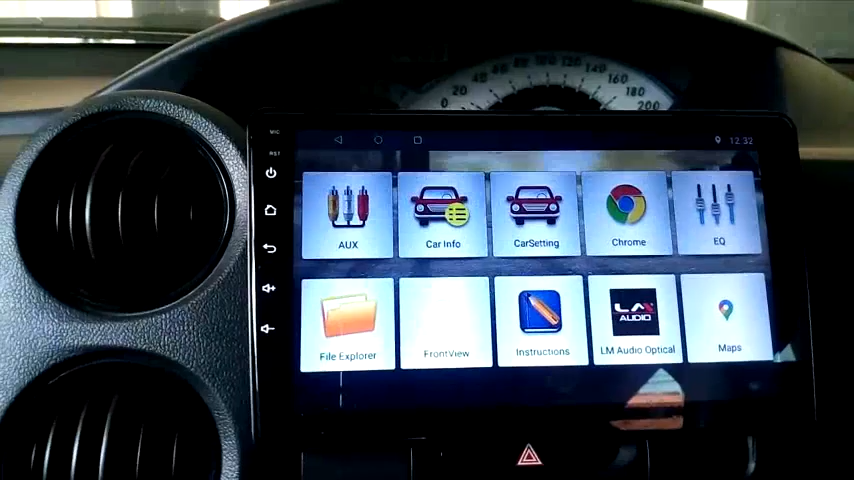 0 20 40 60 80 100 120 140 160 180 200
MIC
RST
12:32
AUX
Car Info
CarSetting
Chrome
EQ
File Explorer
FrontView
Instructions
LM AUDIO
LM Audio Optical
Maps